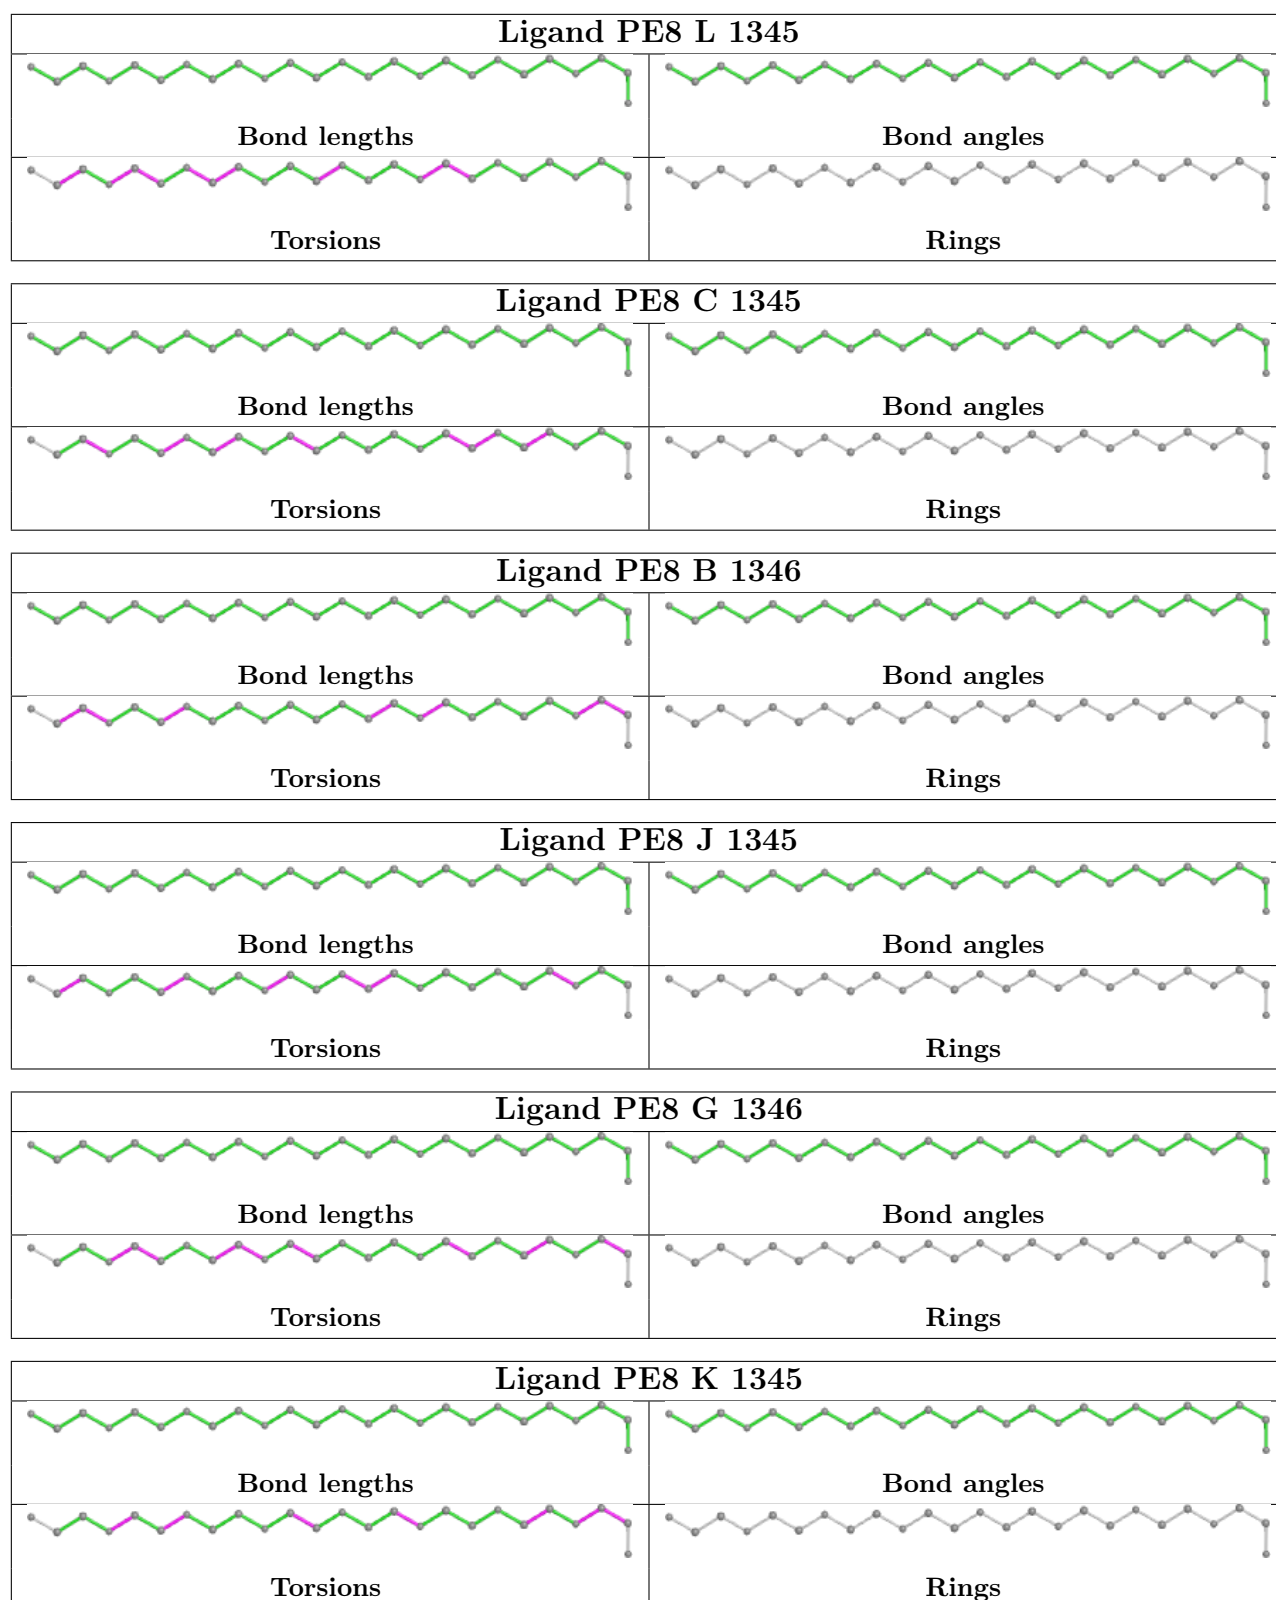 Ligand PE8 L 1345
Bond lengths Bond angles
Torsions Rings
Ligand PE8 C 1345
Bond lengths Bond angles
Torsions Rings
Ligand PE8 B 1346
Bond lengths Bond angles
Torsions Rings
Ligand PE8 J 1345
Bond lengths Bond angles
Torsions Rings
Ligand PE8 G 1346
Bond lengths Bond angles
Torsions Rings
Ligand PE8 K 1345
Bond lengths Bond angles
Torsions Rings